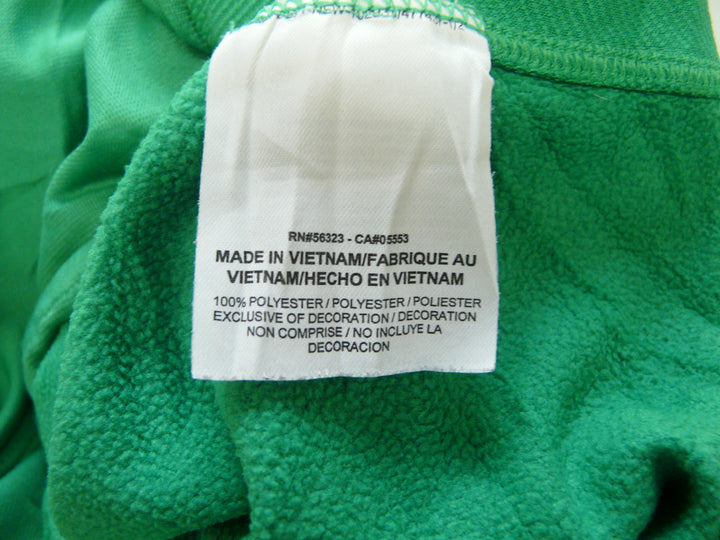 RN#56323 - CA#05553
MADE IN VIETNAM/FABRIQUE AU
VIETNAM/HECHO EN VIETNAM
100% POLYESTER / POLYESTER / POLIESTER
EXCLUSIVE OF DECORATION / DECORATION
NON COMPRISE / NO INCLUYE LA
DECORACION